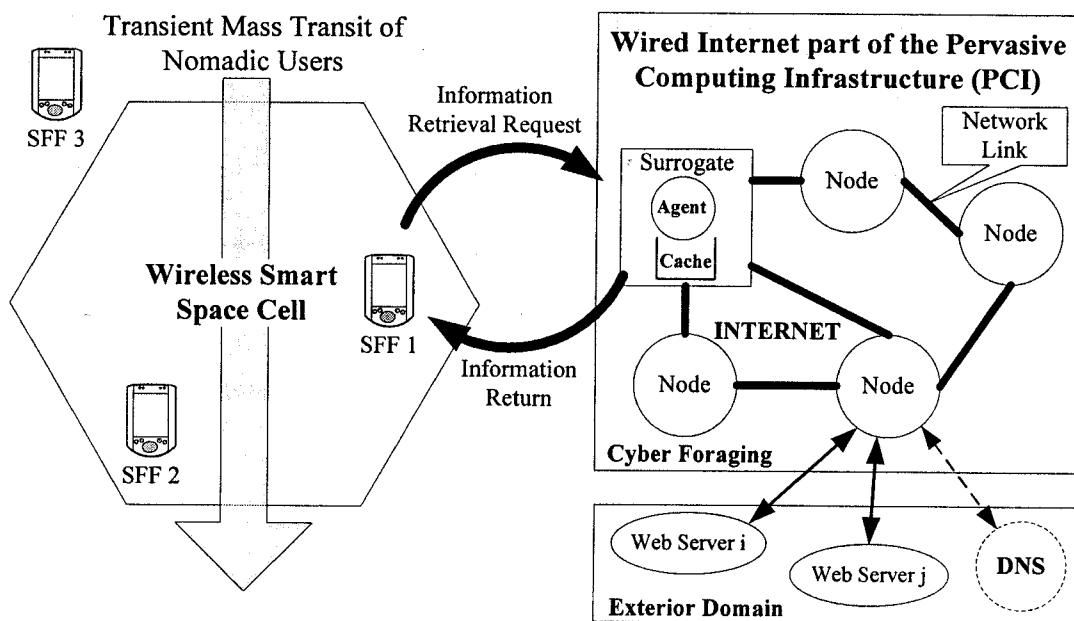 Transient Mass Transit of
Nomadic Users
SFF 3
Wireless Smart
Space Cell
SFF 1
SFF 2
Information
Retrieval Request
Information
Return
Wired Internet part of the Pervasive
Computing Infrastructure (PCI)
Network
Link
Surrogate
Agent
Cache
Node
Node
INTERNET
Node
Node
Cyber Foraging
Web Server i
Web Server j
DNS
Exterior Domain